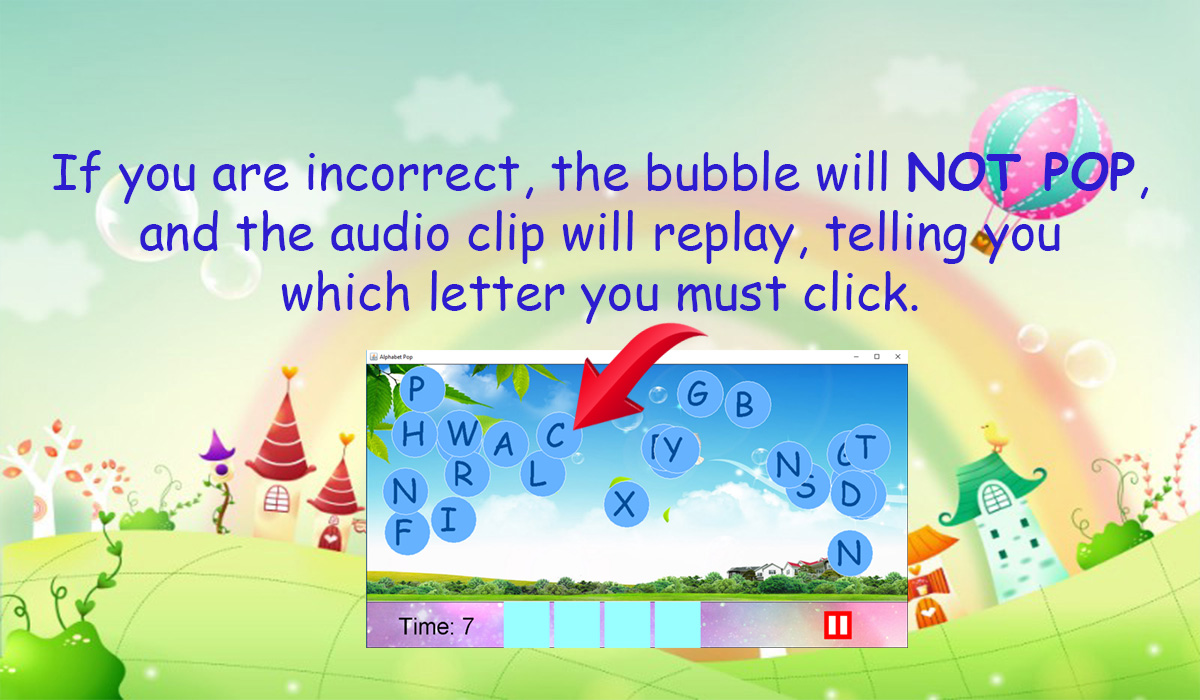 If you are incorrect, the bubble will NOT POP,
and the audio clip will replay, telling you
which letter you must click.
Alphabet Pop
P
G
B
H
W
A
C
Y
T
R
L
N
N
S
D
X
F
I
N
Time: 7